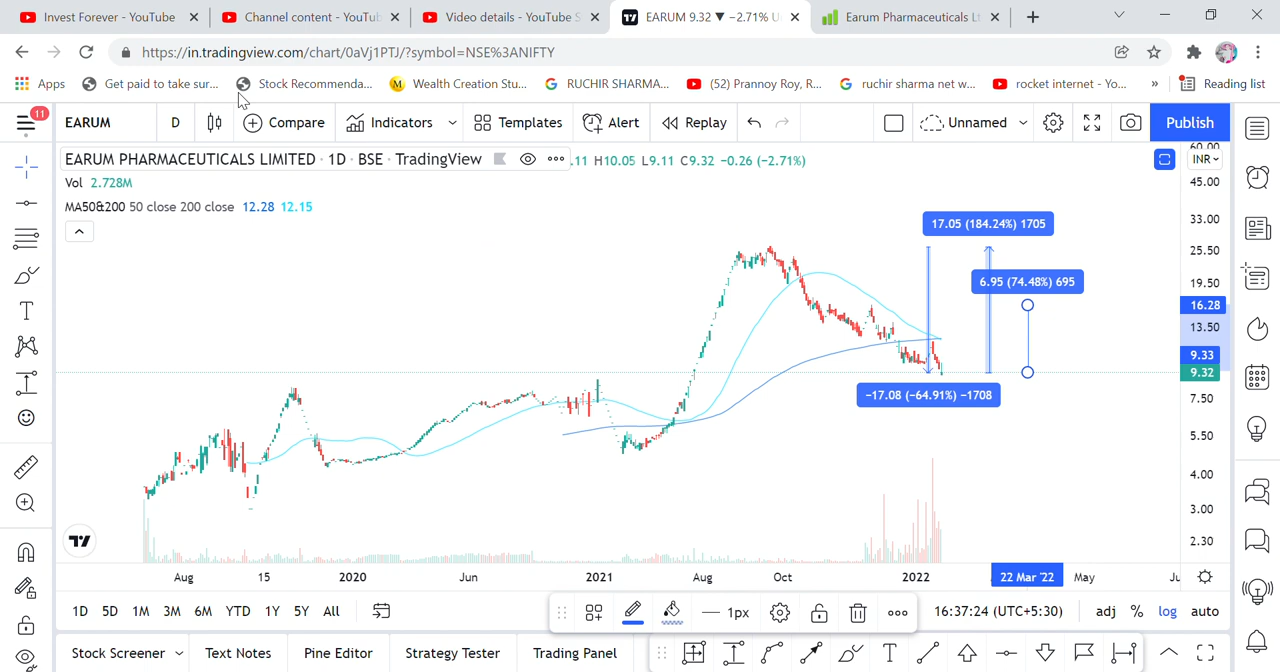 Invest Forever - YouTube
Channel content - YouTu
Video details - YouTube S
EARUM 9.32 ▼ −2.71% U
Earum Pharmaceuticals Lt
https://in.tradingview.com/chart/0aVj1PTJ/?symbol=NSE%3ANIFTY
Apps
Get paid to take sur...
Stock Recommenda...
Wealth Creation Stu...
RUCHIR SHARMA...
(52) Prannoy Roy, R...
ruchir sharma net w...
rocket internet - Yo...
»
Reading list
11
EARUM
D
Compare
Indicators
Templates
Alert
Replay
Unnamed
Publish
EARUM PHARMACEUTICALS LIMITED · 1D · BSE · TradingView
.11 H10.05 L9.11 C9.32 −0.26 (−2.71%)
INR
Vol 2.728M
MA50&200 50 close 200 close 12.28 12.15
60.00
45.00
33.00
25.50
19.50
16.28
13.50
9.33
9.32
7.50
5.50
4.00
3.00
2.30
17.05 (184.24%) 1705
6.95 (74.48%) 695
−17.08 (−64.91%) −1708
Aug
15
2020
Jun
2021
Aug
Oct
2022
22 Mar '22
May
Ju
1D 5D 1M 3M 6M YTD 1Y 5Y All
1px
16:37:24 (UTC+5:30)
adj % log auto
Stock Screener
Text Notes
Pine Editor
Strategy Tester
Trading Panel